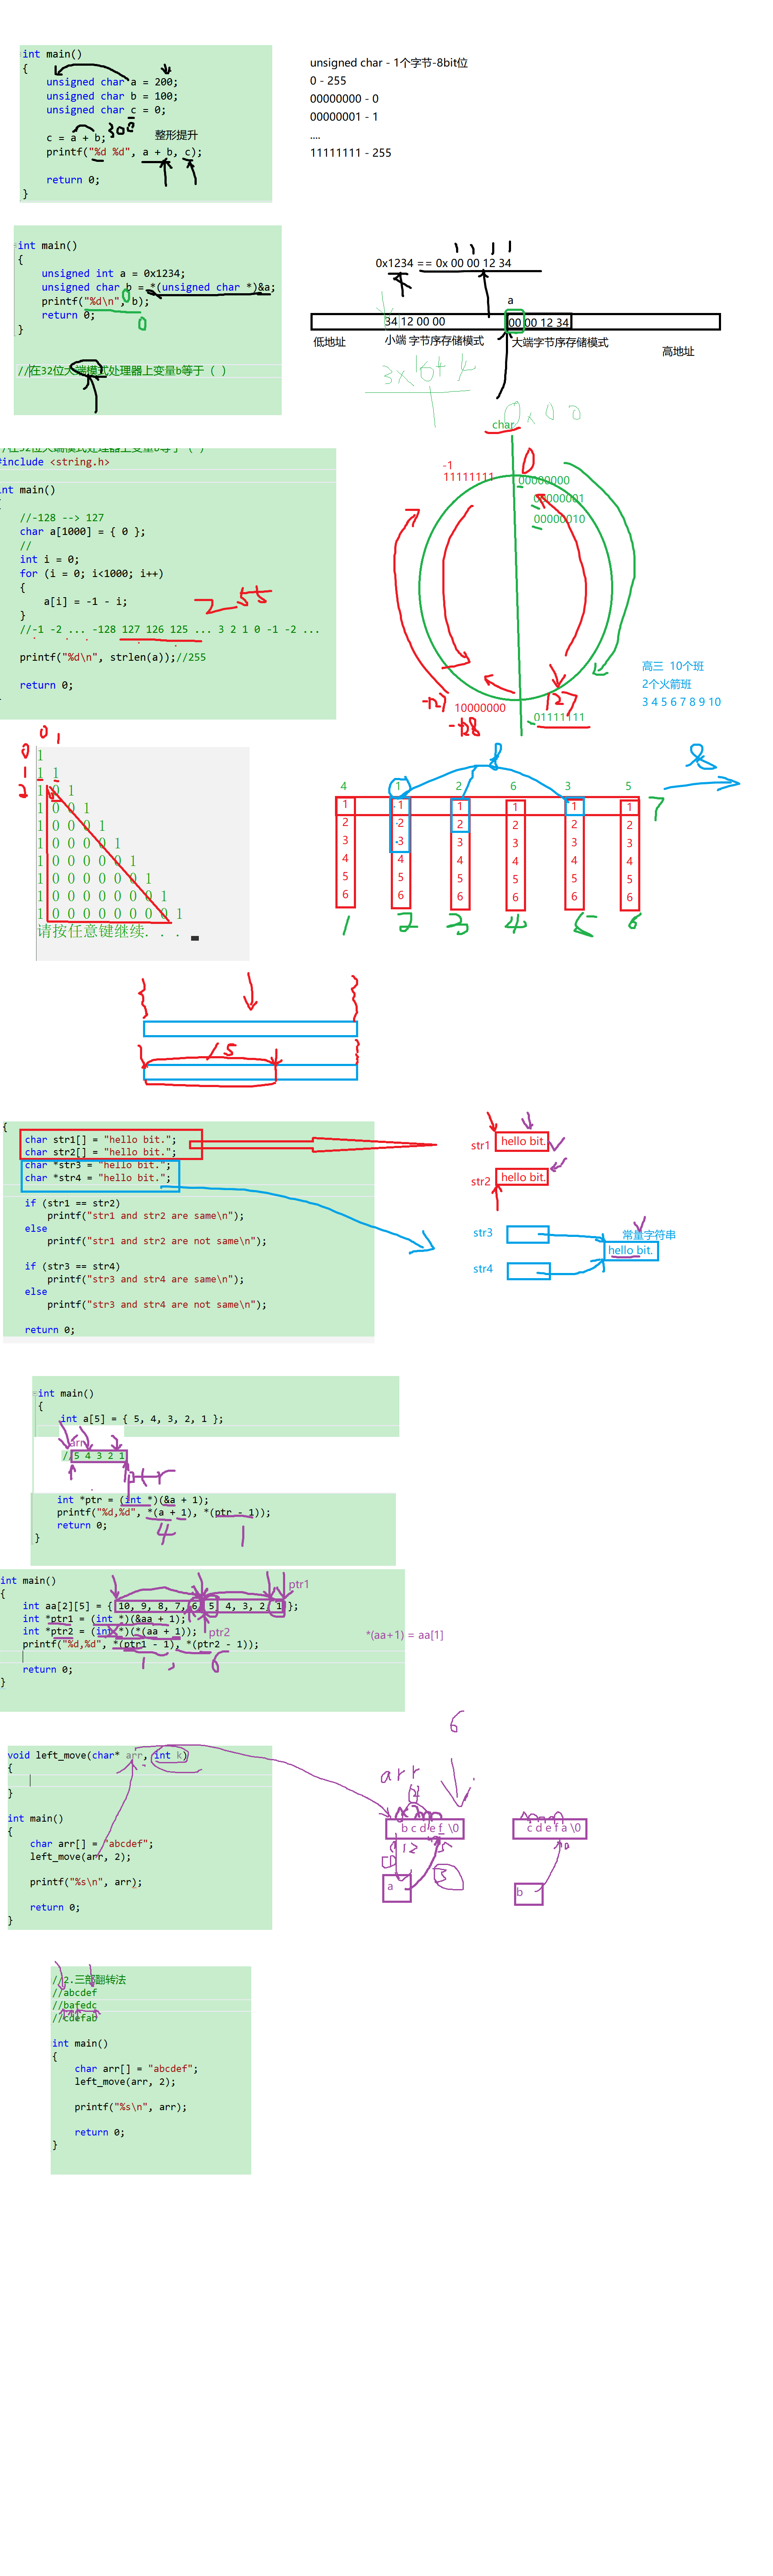 int main()
{
unsigned char a = 200;
unsigned char b = 100;
unsigned char c = 0;
c = a + b; 300
整形提升
printf("%d %d", a + b, c);
return 0;
}
unsigned char - 1个字节-8bit位
0 - 255
00000000 - 0
00000001 - 1
....
11111111 - 255
int main()
{
unsigned int a = 0x1234;
unsigned char b = *(unsigned char *)&a;
printf("%d\n", b);
return 0;
}
0
0
//在32位大端模式处理器上变量b等于 ( )
0x1234 == 0x 00 00 12 34
a
34 12 00 00
00 00 12 34
低地址
小端 字节序存储模式
大端字节序存储模式
高地址
0x00
#include <string.h>
int main()
{
//-128 --> 127
char a[1000] = { 0 };
//
int i = 0;
for (i = 0; i<1000; i++)
{
a[i] = -1 - i;
}
//-1 -2 ... -128 127 126 125 ... 3 2 1 0 -1 -2 ...
printf("%d\n", strlen(a));//255
return 0;
255
char
-1
11111111
0
00000000
00000001
00000010
-127
10000000
-128
127
01111111
高三 10个班
2个火箭班
3 4 5 6 7 8 9 10
0 1
0
1
2
1
1 1
1 0 1
1 0 0 1
1 0 0 0 1
1 0 0 0 0 1
1 0 0 0 0 0 1
1 0 0 0 0 0 0 1
1 0 0 0 0 0 0 0 1
1 0 0 0 0 0 0 0 0 1
请按任意键继续. . .
8
8
4 1 2 6 3 5
1 1 1 1 1 1
7
2 2 2 2 2 2
3 3 3 3 3 3
4 4 4 4 4 4
5 5 5 5 5 5
6 6 6 6 6 6
1 2 3 4 5 6
15
{
char str1[] = "hello bit.";
char str2[] = "hello bit.";
char *str3 = "hello bit.";
char *str4 = "hello bit.";
if (str1 == str2)
printf("str1 and str2 are same\n");
else
printf("str1 and str2 are not same\n");
if (str3 == str4)
printf("str3 and str4 are same\n");
else
printf("str3 and str4 are not same\n");
return 0;
str1 hello bit.
str2 hello bit.
str3
常量字符串
hello bit.
str4
int main()
{
int a[5] = { 5, 4, 3, 2, 1 };
arr
//5 4 3 2 1
int *ptr = (int *)(&a + 1);
printf("%d,%d", *(a + 1), *(ptr - 1));
return 0;
}
4 1
int main()
{
int aa[2][5] = { 10, 9, 8, 7, 6, 5, 4, 3, 2, 1 };
int *ptr1 = (int *)(&aa + 1);
int *ptr2 = (int *)(*(aa + 1));
printf("%d,%d", *(ptr1 - 1), *(ptr2 - 1));
return 0;
}
ptr1
ptr2
1, 6
*(aa+1) = aa[1]
void left_move(char* arr, int k)
{
}
int main()
{
char arr[] = "abcdef";
left_move(arr, 2);
printf("%s\n", arr);
return 0;
}
6
arr
2
b c d e f \0
3
a
c d e f a \0
b
//2.三部翻转法
//abcdef
//bafedc
//cdefab
int main()
{
char arr[] = "abcdef";
left_move(arr, 2);
printf("%s\n", arr);
return 0;
}